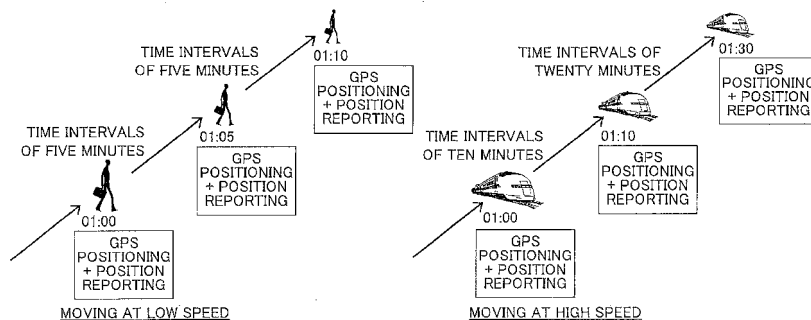 01:10
TIME INTERVALS
OF FIVE MINUTES
GPS
POSITIONING
+ POSITION
REPORTING
01:05
TIME INTERVALS
OF FIVE MINUTES
GPS
POSITIONING
+ POSITION
REPORTING
01:00
GPS
POSITIONING
+ POSITION
REPORTING
MOVING AT LOW SPEED
01:30
TIME INTERVALS OF
TWENTY MINUTES
GPS
POSITIONING
+ POSITION
REPORTING
01:10
TIME INTERVALS
OF TEN MINUTES
GPS
POSITIONING
+ POSITION
REPORTING
01:00
GPS
POSITIONING
+ POSITION
REPORTING
MOVING AT HIGH SPEED